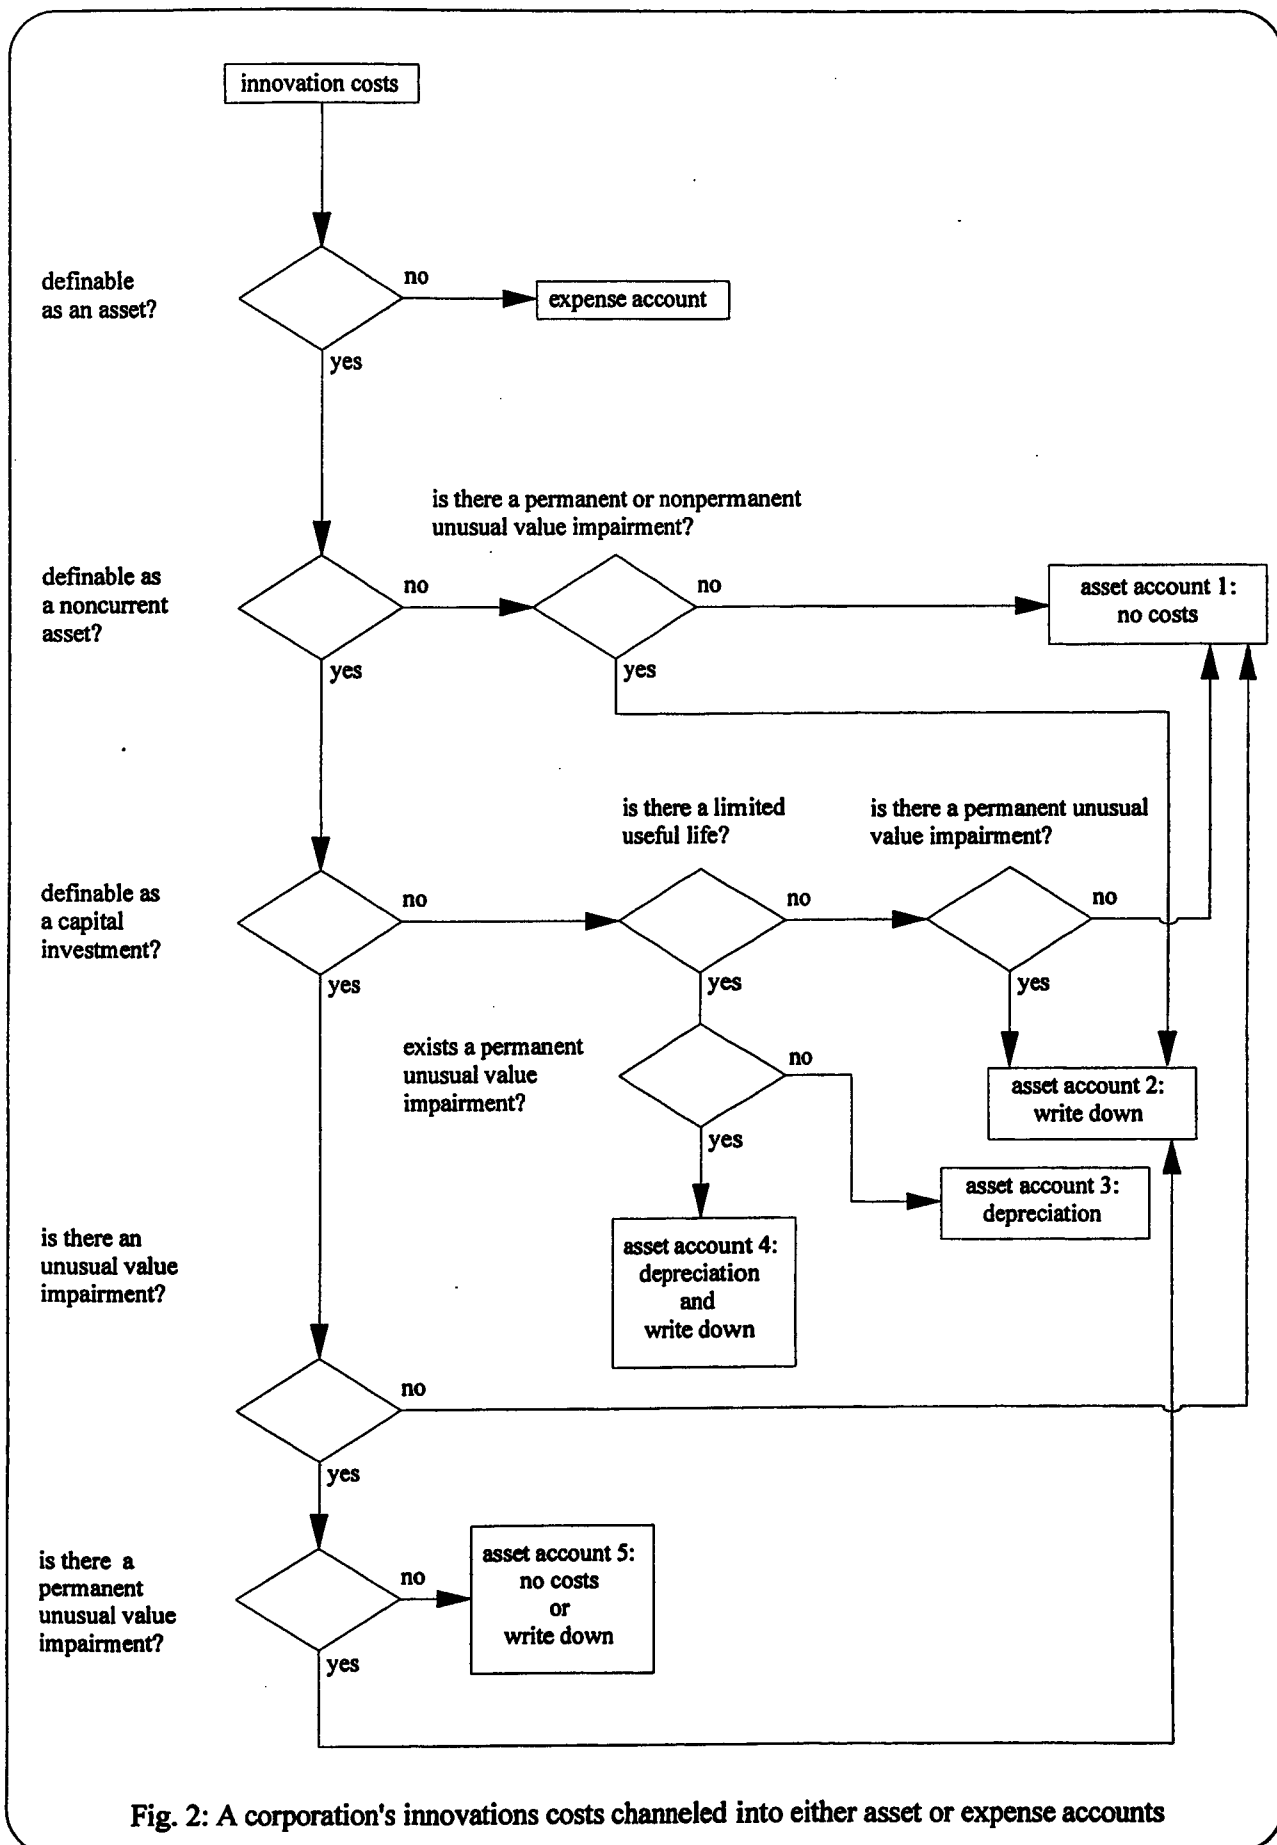 innovation costs
definable
as an asset?
no
expense account
yes
is there a permanent or nonpermanent
unusual value impairment?
definable as
a noncurrent
asset?
no
no
asset account 1:
no costs
yes
yes
is there a limited
useful life?
is there a permanent unusual
value impairment?
definable as
a capital
investment?
no
no
no
yes
yes
yes
exists a permanent
unusual value
impairment?
no
asset account 2:
write down
yes
asset account 3:
depreciation
is there an
unusual value
impairment?
asset account 4:
depreciation
and
write down
no
yes
is there a
permanent
unusual value
impairment?
no
asset account 5:
no costs
or
write down
yes
Fig. 2: A corporation's innovations costs channeled into either asset or expense accounts